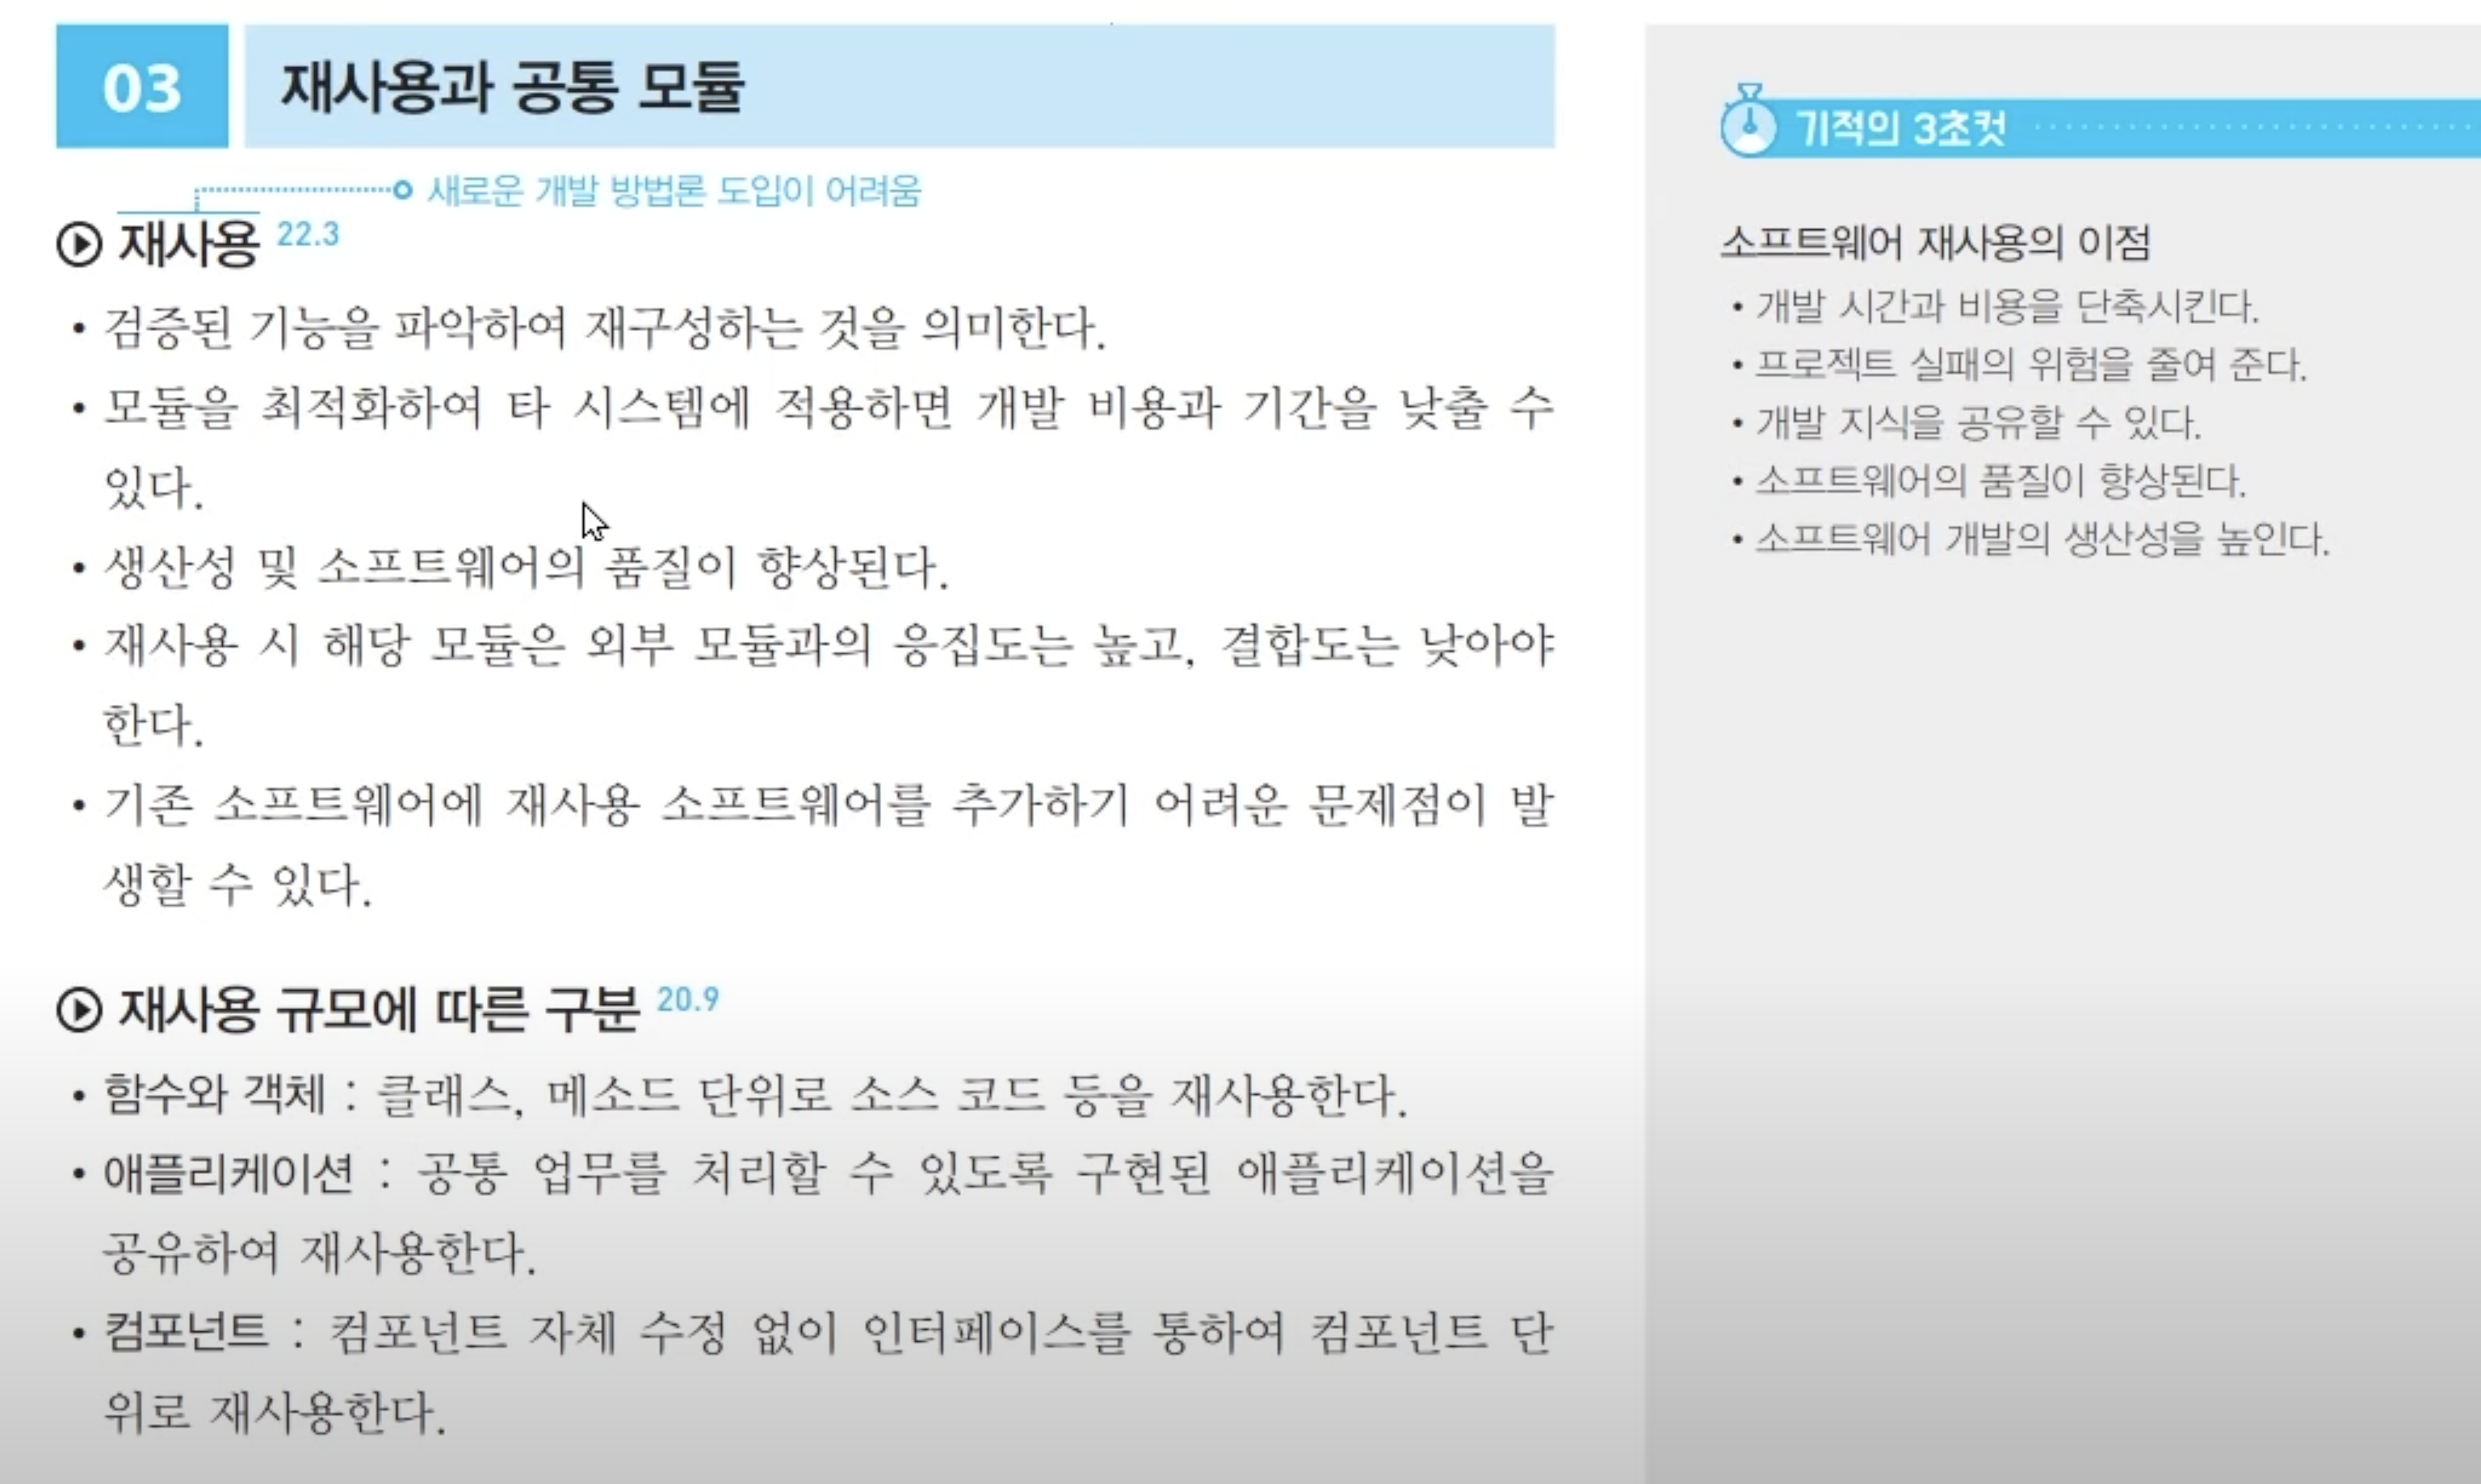 03 재사용과 공통 모듈
새로운 개발 방법론 도입이 어려움
재사용 22.3
• 검증된 기능을 파악하여 재구성하는 것을 의미한다.
• 모듈을 최적화하여 타 시스템에 적용하면 개발 비용과 기간을 낮출 수
있다.
• 생산성 및 소프트웨어의 품질이 향상된다.
• 재사용 시 해당 모듈은 외부 모듈과의 응집도는 높고, 결합도는 낮아야
한다.
• 기존 소프트웨어에 재사용 소프트웨어를 추가하기 어려운 문제점이 발
생할 수 있다.
재사용 규모에 따른 구분 20.9
• 함수와 객체 : 클래스, 메소드 단위로 소스 코드 등을 재사용한다.
• 애플리케이션 : 공통 업무를 처리할 수 있도록 구현된 애플리케이션을
공유하여 재사용한다.
• 컴포넌트 : 컴포넌트 자체 수정 없이 인터페이스를 통하여 컴포넌트 단
위로 재사용한다.
기적의 3초컷
소프트웨어 재사용의 이점
• 개발 시간과 비용을 단축시킨다.
• 프로젝트 실패의 위험을 줄여 준다.
• 개발 지식을 공유할 수 있다.
• 소프트웨어의 품질이 향상된다.
• 소프트웨어 개발의 생산성을 높인다.